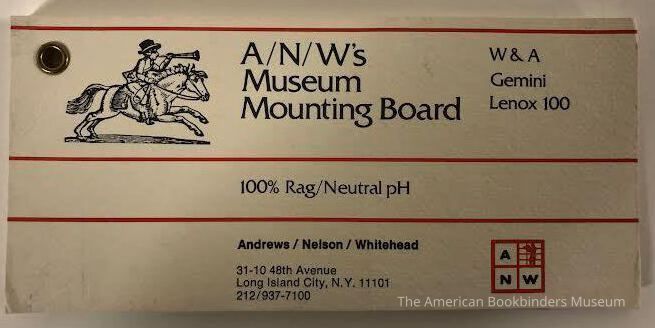 A/N/W's
Museum
Mounting Board
W & A
Gemini
Lenox 100
100% Rag/Neutral pH
Andrews / Nelson / Whitehead
31-10 48th Avenue
Long Island City, N.Y. 11101
212/937-7100
A
N W
The American Bookbinders Museum